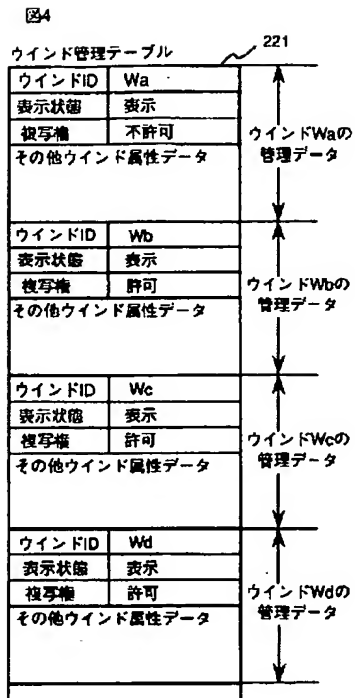 図4
ウインド管理テーブル
221
ウインドID Wa
表示状態 表示
複写権 不許可
その他ウインド属性データ
ウインドWaの
管理データ
ウインドID Wb
表示状態 表示
複写権 許可
その他ウインド属性データ
ウインドWbの
管理データ
ウインドID Wc
表示状態 表示
複写権 許可
その他ウインド属性データ
ウインドWcの
管理データ
ウインドID Wd
表示状態 表示
複写権 許可
その他ウインド属性データ
ウインドWdの
管理データ